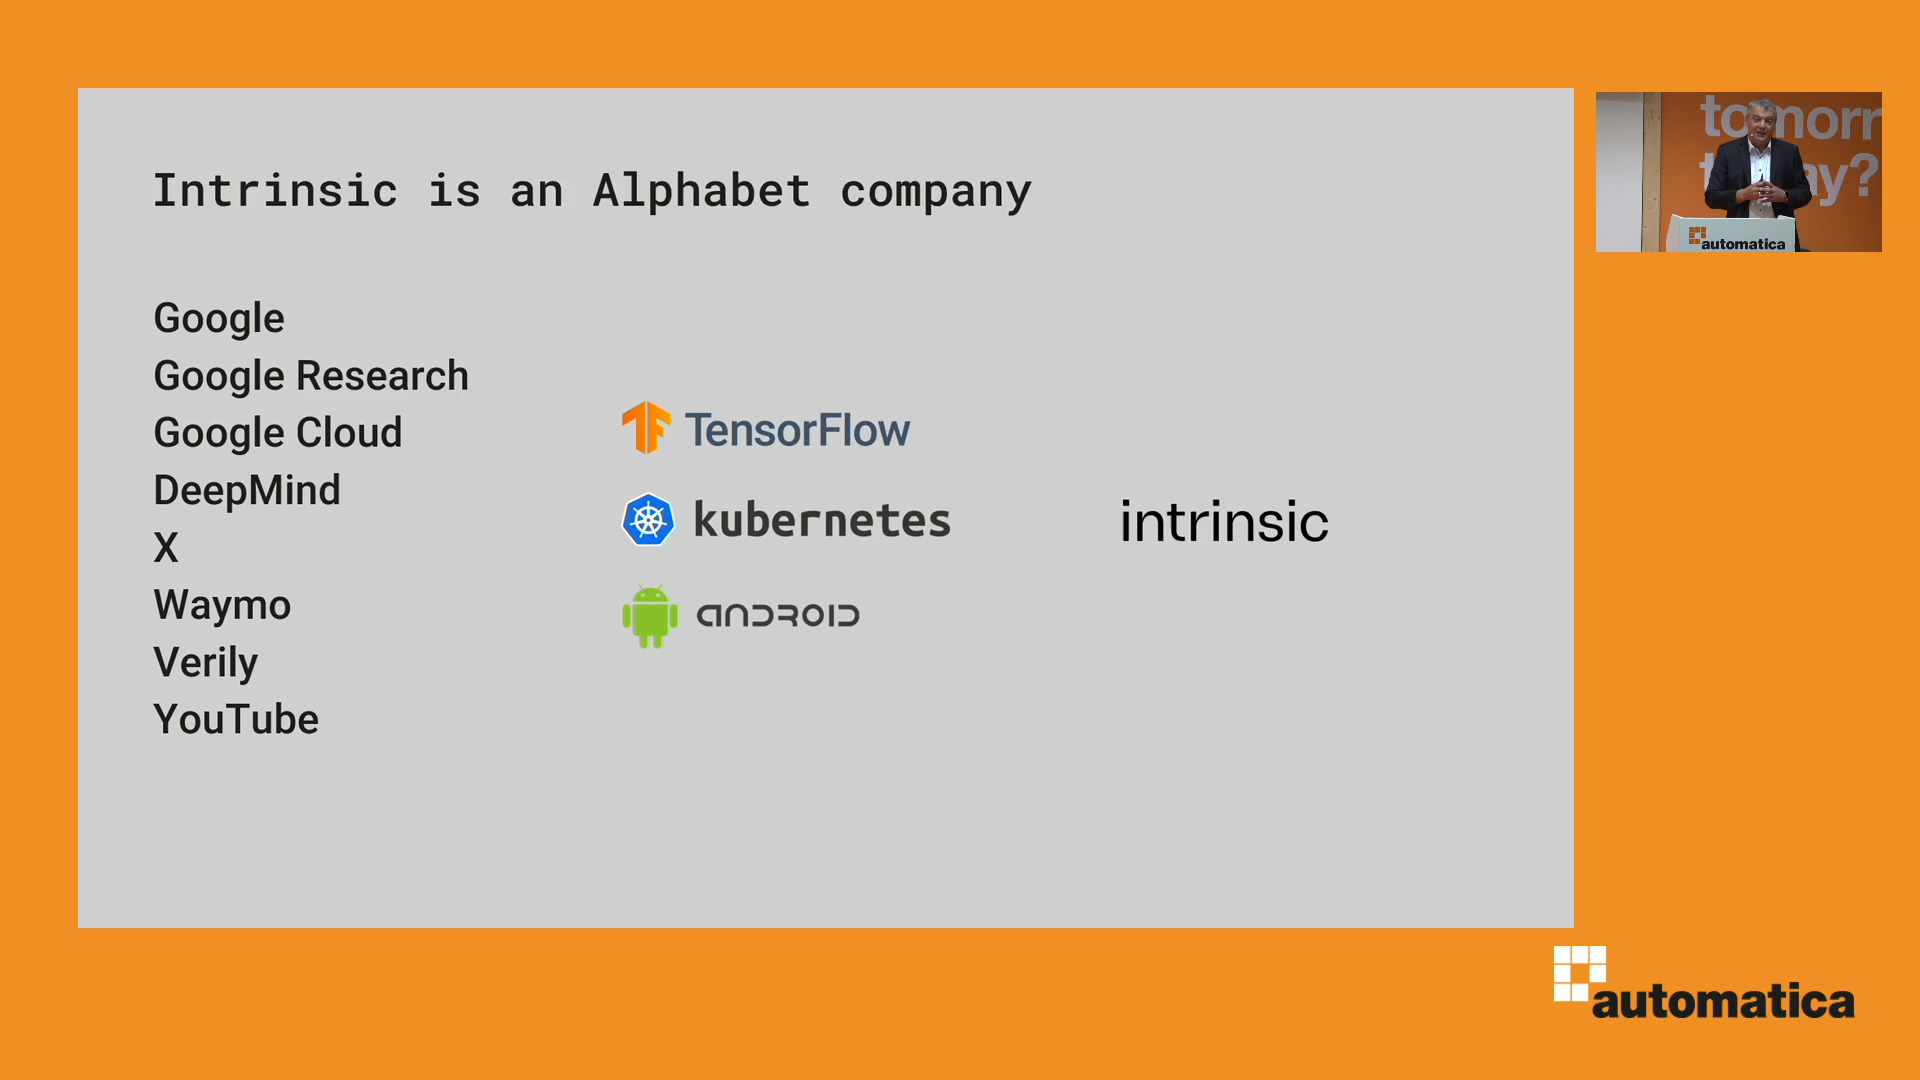 Intrinsic is an Alphabet company
Google
Google Research
Google Cloud
DeepMind
X
Waymo
Verily
YouTube
TensorFlow
kubernetes
android
intrinsic
automatica
automatica